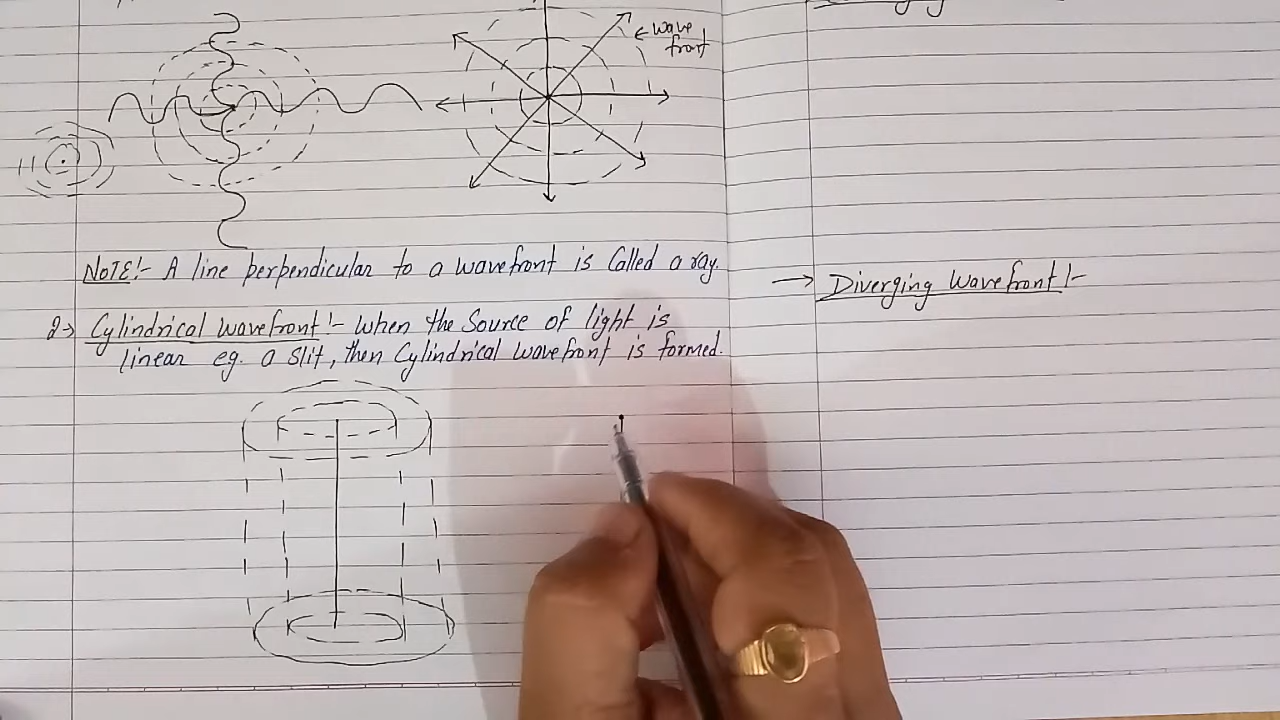 ← wave
front
NOTE!- A line perpendicular to a wavefront is Called a ray.
2→ Cylindrical wavefront!- When the Source of light is
linear eg. a Slit, then Cylindrical wavefront is formed.
→ Diverging Wavefront!-